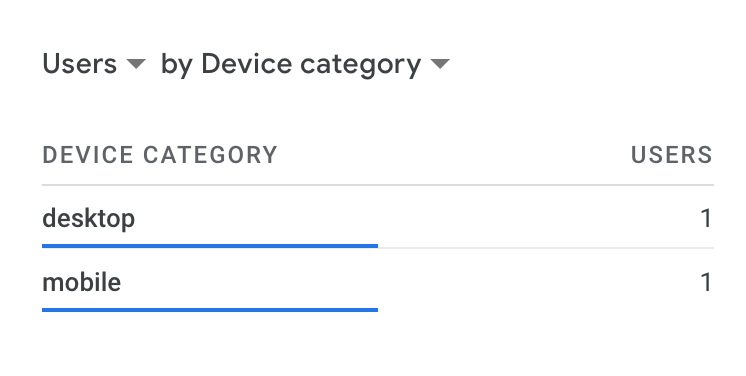 Users by Device category
DEVICE CATEGORY USERS
desktop 1
mobile 1